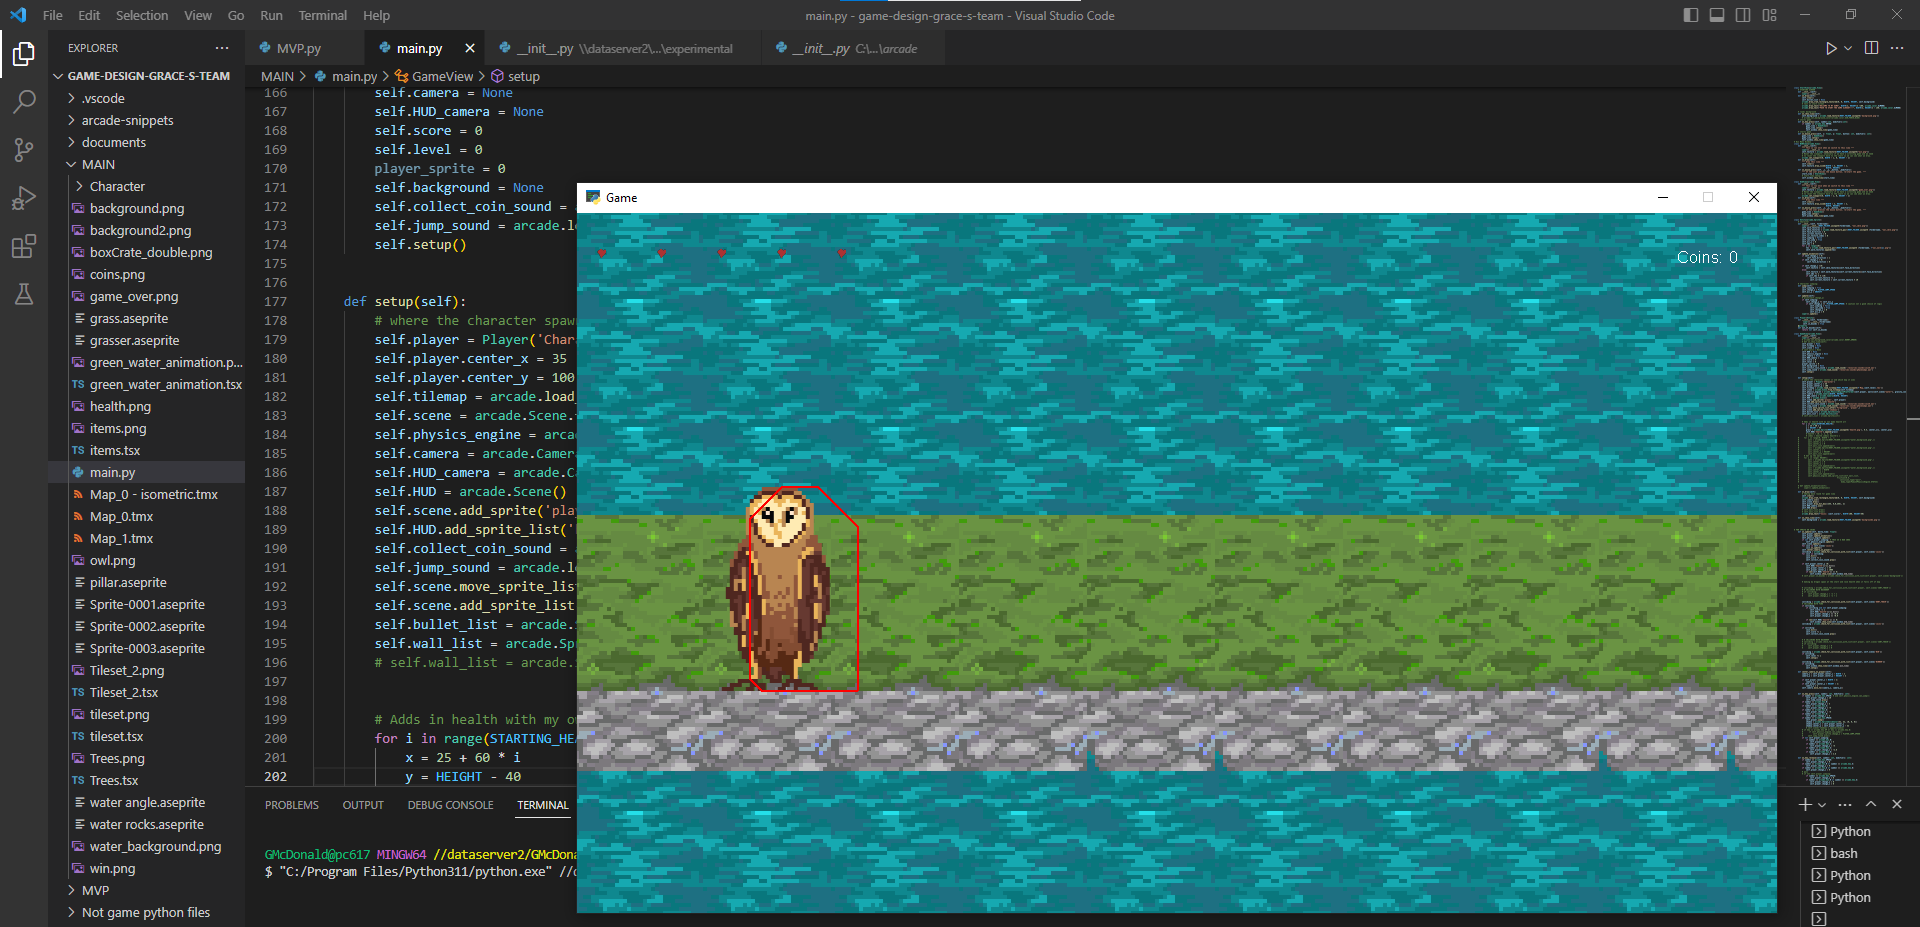 File Edit Selection View Go Run Terminal Help
main.py - game-design-grace-s-team - Visual Studio Code
EXPLORER
MVP.py
main.py
__init__.py \\dataserver2\...\experimental
__init__.py C:\...\arcade
MAIN > main.py > GameView > setup
GAME-DESIGN-GRACE-S-TEAM
.vscode
arcade-snippets
documents
MAIN
Character
background.png
background2.png
boxCrate_double.png
coins.png
game_over.png
grass.aseprite
grasser.aseprite
green_water_animation.p...
TS green_water_animation.tsx
health.png
items.png
TS items.tsx
main.py
Map_0 - isometric.tmx
Map_0.tmx
Map_1.tmx
owl.png
pillar.aseprite
Sprite-0001.aseprite
Sprite-0002.aseprite
Sprite-0003.aseprite
Tileset_2.png
TS Tileset_2.tsx
tileset.png
TS tileset.tsx
Trees.png
TS Trees.tsx
water angle.aseprite
water rocks.aseprite
water_background.png
win.png
MVP
Not game python files
166 self.camera = None
167 self.HUD_camera = None
168 self.score = 0
169 self.level = 0
170 player_sprite = 0
171 self.background = None
172 self.collect_coin_sound =
173 self.jump_sound = arcade.l
174 self.setup()
175
176
177 def setup(self):
178 # where the character spaw
179 self.player = Player('Char
180 self.player.center_x = 35
181 self.player.center_y = 100
182 self.tilemap = arcade.load_
183 self.scene = arcade.Scene.
184 self.physics_engine = arca
185 self.camera = arcade.Camer
186 self.HUD_camera = arcade.C
187 self.HUD = arcade.Scene()
188 self.scene.add_sprite('pla
189 self.HUD.add_sprite_list('
190 self.collect_coin_sound =
191 self.jump_sound = arcade.l
192 self.scene.move_sprite_lis
193 self.scene.add_sprite_list
194 self.bullet_list = arcade.
195 self.wall_list = arcade.Sp
196 # self.wall_list = arcade.
197
198
199 # Adds in health with my o
200 for i in range(STARTING_HE
201 x = 25 + 60 * i
202 y = HEIGHT - 40
Game
Coins: 0
PROBLEMS OUTPUT DEBUG CONSOLE TERMINAL
GMcDonald@pc617 MINGW64 //dataserver2/GMcDona
$ "C:/Program Files/Python311/python.exe" //
Python
bash
Python
Python